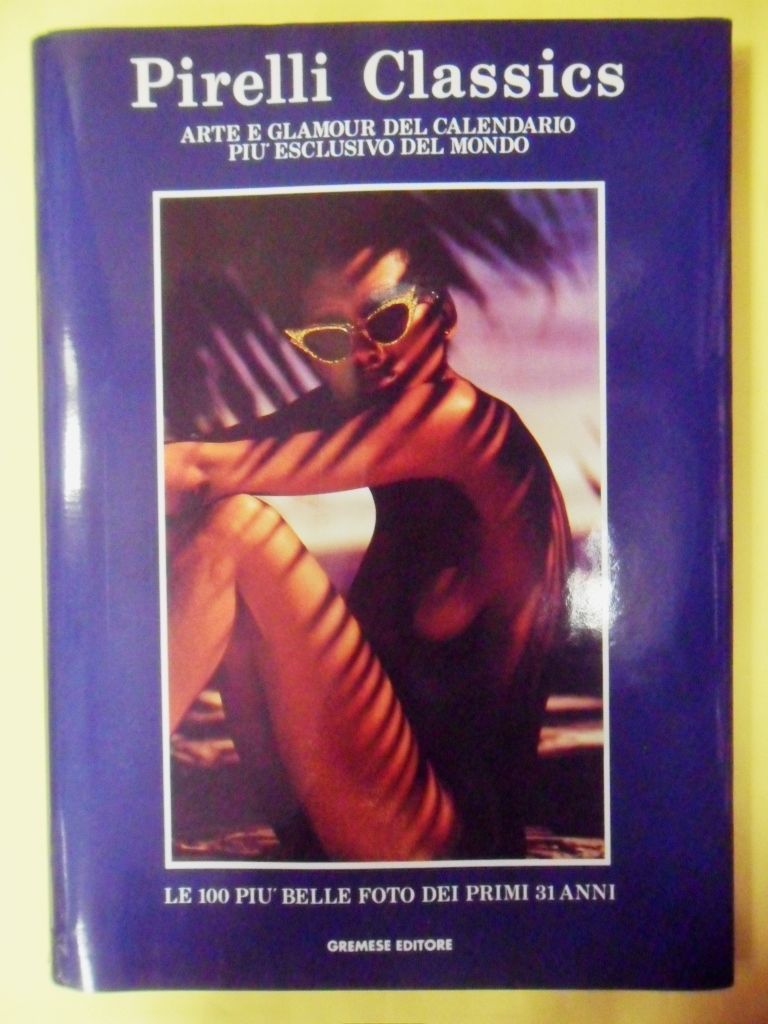 Pirelli Classics
ARTE E GLAMOUR DEL CALENDARIO
PIU' ESCLUSIVO DEL MONDO
LE 100 PIU' BELLE FOTO DEI PRIMI 31 ANNI
GREMESE EDITORE